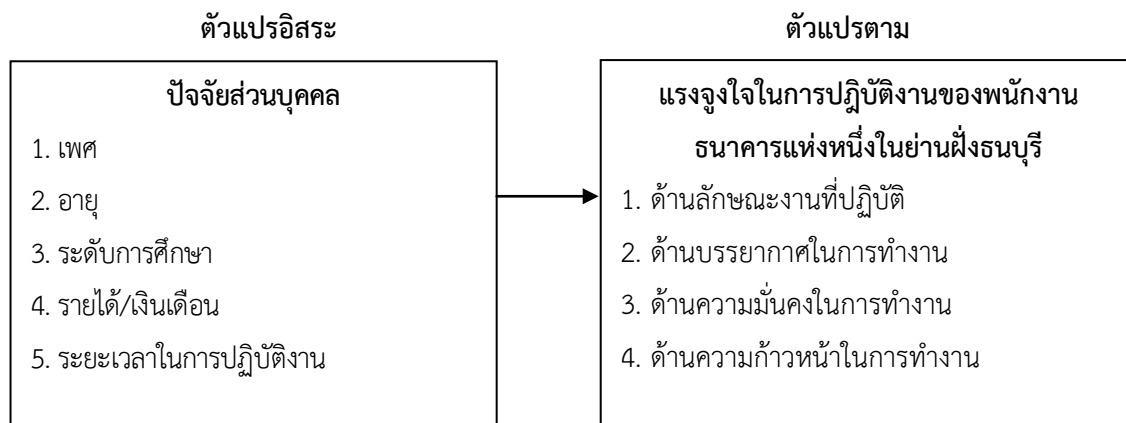 ตัวแปรอิสระ
ปัจจัยส่วนบุคคล
1. เพศ
2. อายุ
3. ระดับการศึกษา
4. รายได้/เงินเดือน
5. ระยะเวลาในการปฏิบัติงาน
ตัวแปรตาม
แรงจูงใจในการปฎิบัติงานของพนักงาน
ธนาคารแห่งหนึ่งในย่านฝั่งธนบุรี
1. ด้านลักษณะงานที่ปฏิบัติ
2. ด้านบรรยากาศในการทำงาน
3. ด้านความมั่นคงในการทำงาน
4. ด้านความก้าวหน้าในการทำงาน